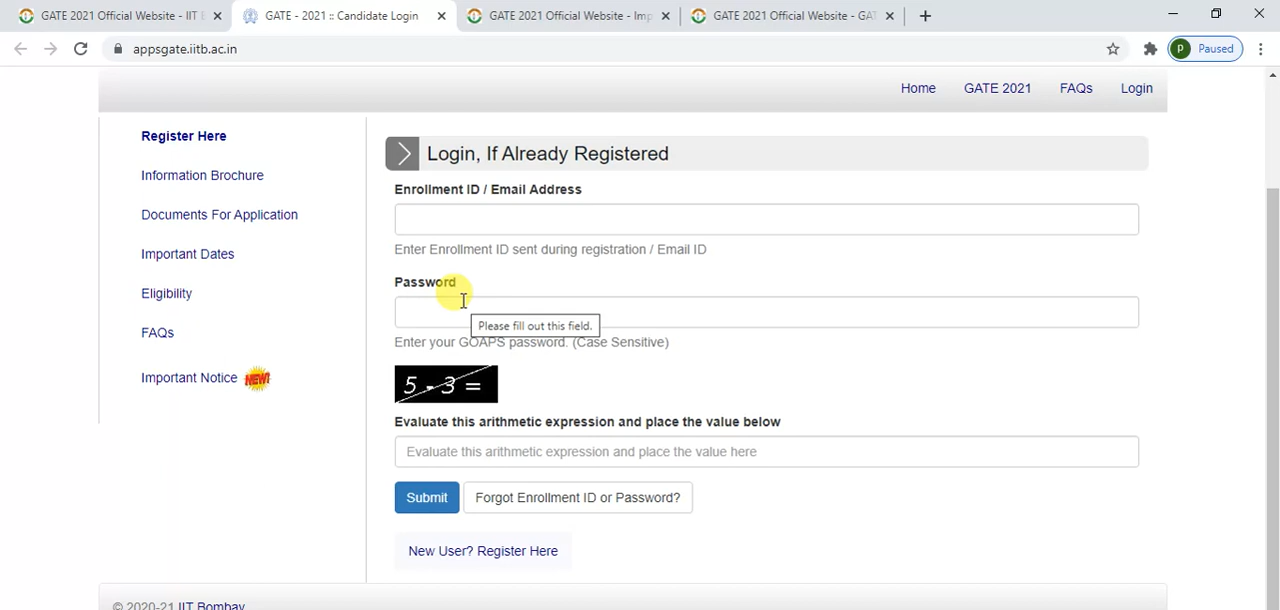 GATE 2021 Official Website - IIT B
GATE - 2021 :: Candidate Login
GATE 2021 Official Website - Imp
GATE 2021 Official Website - GAT
appsgate.iitb.ac.in
P
Paused
Home
GATE 2021
FAQs
Login
Register Here
Information Brochure
Documents For Application
Important Dates
Eligibility
FAQs
Important Notice NEW!
Login, If Already Registered
Enrollment ID / Email Address
Enter Enrollment ID sent during registration / Email ID
Password
Please fill out this field.
Enter your GOAPS password. (Case Sensitive)
5 - 3 =
Evaluate this arithmetic expression and place the value below
Evaluate this arithmetic expression and place the value here
Submit
Forgot Enrollment ID or Password?
New User? Register Here
© 2020-21 IIT Bombay